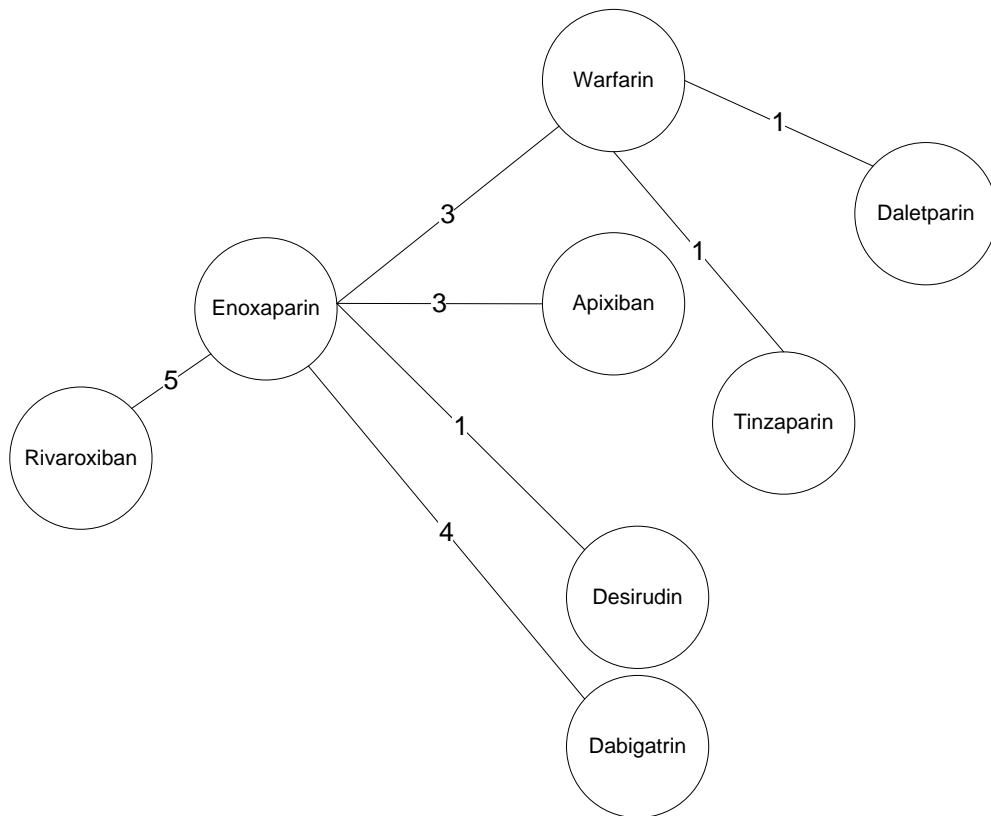 Warfarin
1
Daletparin
3
1
Enoxaparin
3
Apixiban
5
Tinzaparin
1
Rivaroxiban
4
Desirudin
Dabigatrin